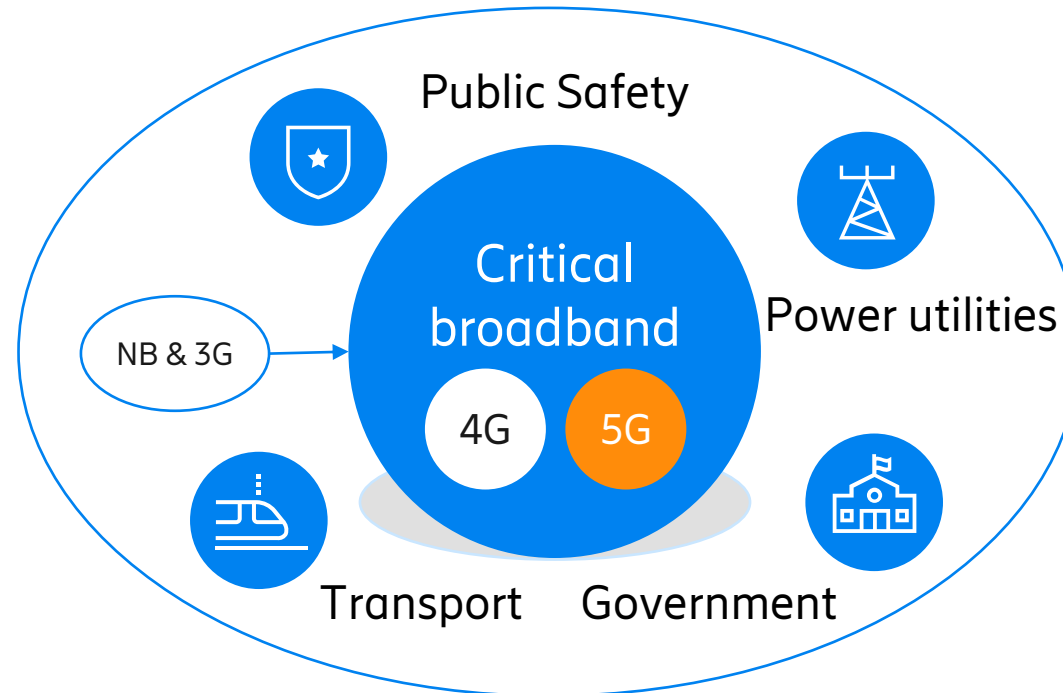 Public Safety
Critical
broadband
Power utilities
NB & 3G
4G
5G
Transport
Government